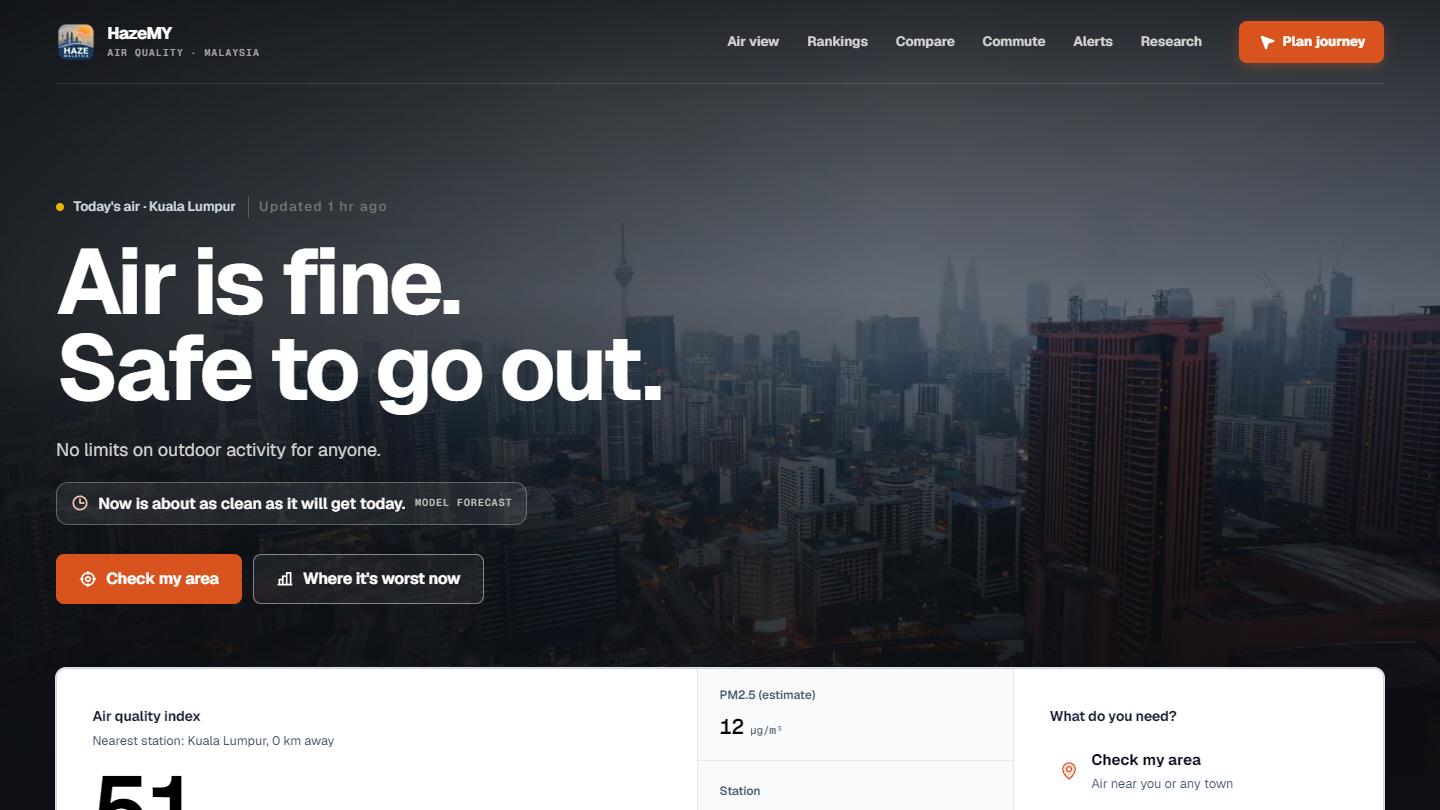 HAZE
MALAYSIA
HazeMY
AIR QUALITY · MALAYSIA
Air view
Rankings
Compare
Commute
Alerts
Research
Plan journey
Today's air · Kuala Lumpur
Updated 1 hr ago
Air is fine.
Safe to go out.
No limits on outdoor activity for anyone.
Now is about as clean as it will get today. MODEL FORECAST
Check my area
Where it's worst now
Air quality index
Nearest station: Kuala Lumpur, 0 km away
51
PM2.5 (estimate)
12 µg/m³
Station
What do you need?
Check my area
Air near you or any town